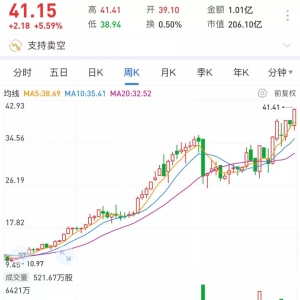 41.15 高 41.41 开 39.10 金额 1.01亿
+2.18 +5.59% 低 38.94 换 0.50% 市值 206.10亿
支持卖空
分时 五日 日K 周K 月K 季K 年K 分钟
均线 MA5:38.69 MA10:35.41 MA20:32.52 前复权
42.93
41.41
34.56
26.19
17.82
9.45
10.97
成交量 521.67万股
6621万